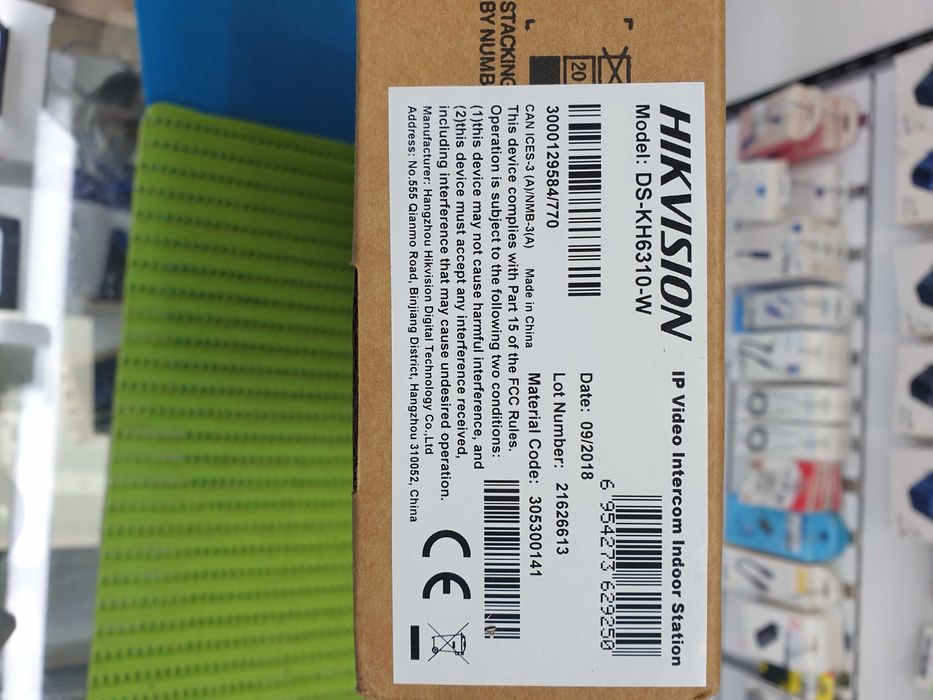 STACKING
BY NUMB
20
HIKVISION
IP Video Intercom Indoor Station
Model: DS-KH6310-W
6 954273 629250
3000129584/770
Date: 09/2018
Lot Number: 21626613
Material Code: 305300141
CAN ICES-3 (A)/NMB-3(A) Made in China
This device complies with Part 15 of the FCC Rules.
Operation is subject to the following two conditions:
(1)this device may not cause harmful interference, and
(2)this device must accept any interference received,
including interference that may cause undesired operation.
Manufacturer: Hangzhou Hikvision Digital Technology Co.,Ltd
Address: No.555 Qianmo Road, Binjiang District, Hangzhou 310052, China
CE